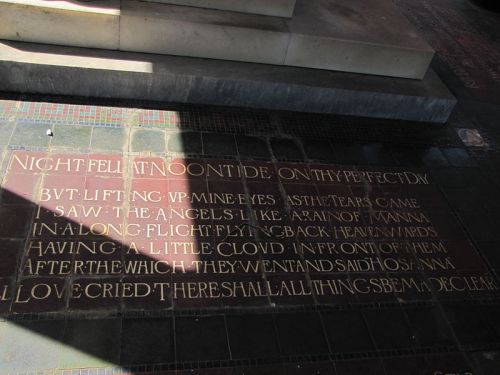 NIGHT FELL AT NOONTIDE · ON THY PERFECT DAY
BVT · LIFTING · VP · MINE EYES · AS THE TEARS CAME
I · SAW · THE · ANGELS · LIKE · A RAIN OF · MANNA
IN · A LONG · FLIGHT FLYING BACK · HEAVENWARDS
HAVING · A · LITTLE CLOVD · IN FRONT OF THEM
AFTER THE WHICH · THEY WENT AND SAID HOSANNA
LOVE CRIED THERE SHALL ALL THINGS BE MADE CLEAR